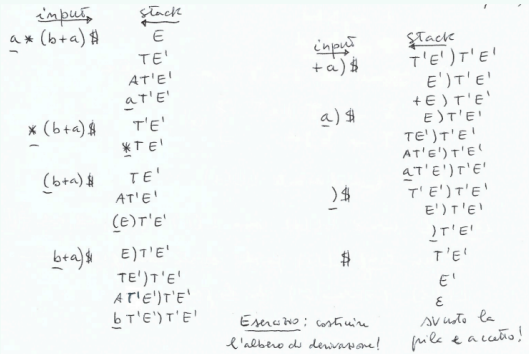 input stack
a * (b+a)$ E
TE'
AT'E'
aT'E'
* (b+a)$ T'E'
*TE'
(b+a)$ TE'
AT'E'
(E)T'E'
b+a)$ E)T'E'
TE')T'E'
AT'E')T'E'
bT'E')T'E'
input stack
+a)$ T'E')T'E'
E')T'E'
+E)T'E'
a)$ E)T'E'
TE')T'E'
AT'E')T'E'
aT'E')T'E'
)$ T'E')T'E'
E')T'E'
)T'E'
$ T'E'
E'
ε
Esercizio: costruire
l'albero di derivazione!
svuoto la
pila e accetto!